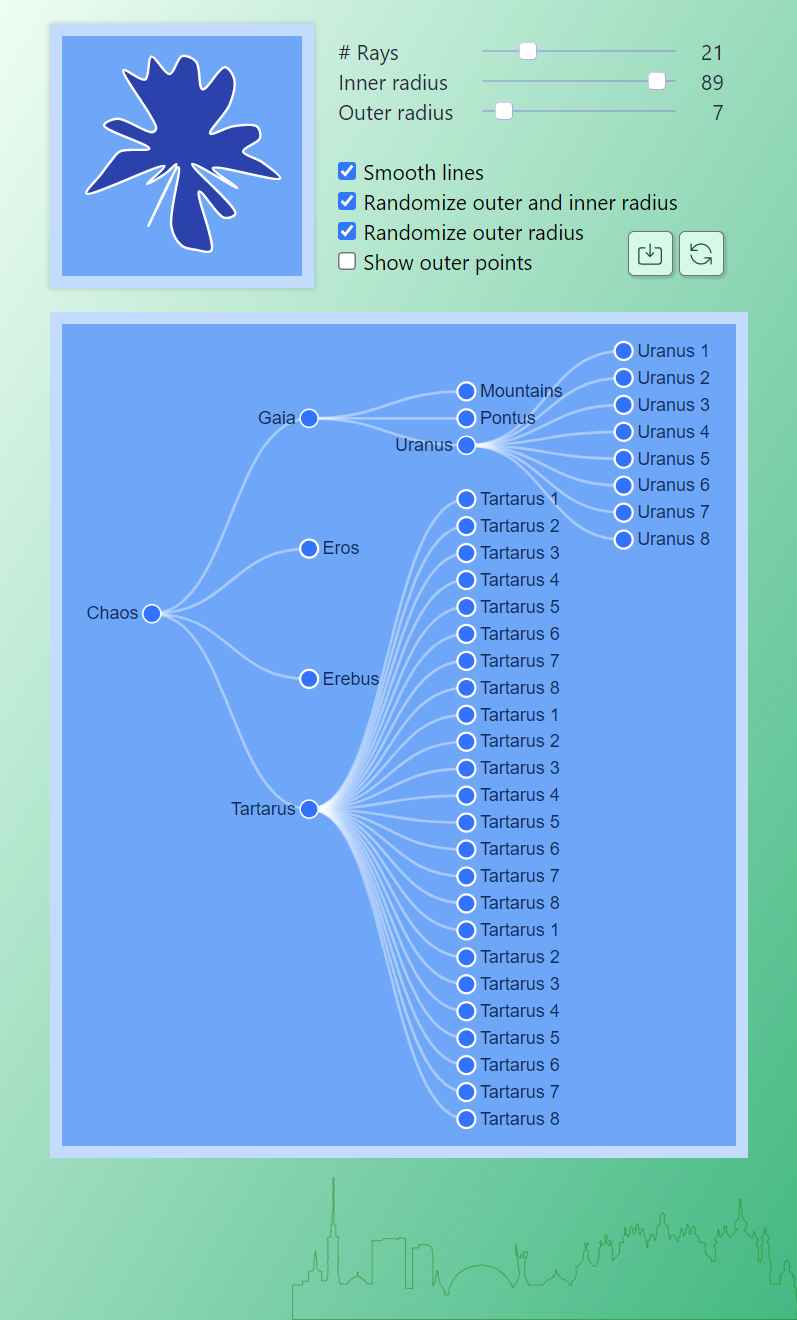 # Rays 21
Inner radius 89
Outer radius 7
Smooth lines
Randomize outer and inner radius
Randomize outer radius
Show outer points
Uranus 1
Uranus 2
Mountains
Uranus 3
Gaia
Pontus
Uranus 4
Uranus
Uranus 5
Uranus 6
Tartarus 1
Uranus 7
Tartarus 2
Uranus 8
Eros
Tartarus 3
Tartarus 4
Tartarus 5
Chaos
Tartarus 6
Tartarus 7
Erebus
Tartarus 8
Tartarus 1
Tartarus 2
Tartarus 3
Tartarus 4
Tartarus
Tartarus 5
Tartarus 6
Tartarus 7
Tartarus 8
Tartarus 1
Tartarus 2
Tartarus 3
Tartarus 4
Tartarus 5
Tartarus 6
Tartarus 7
Tartarus 8